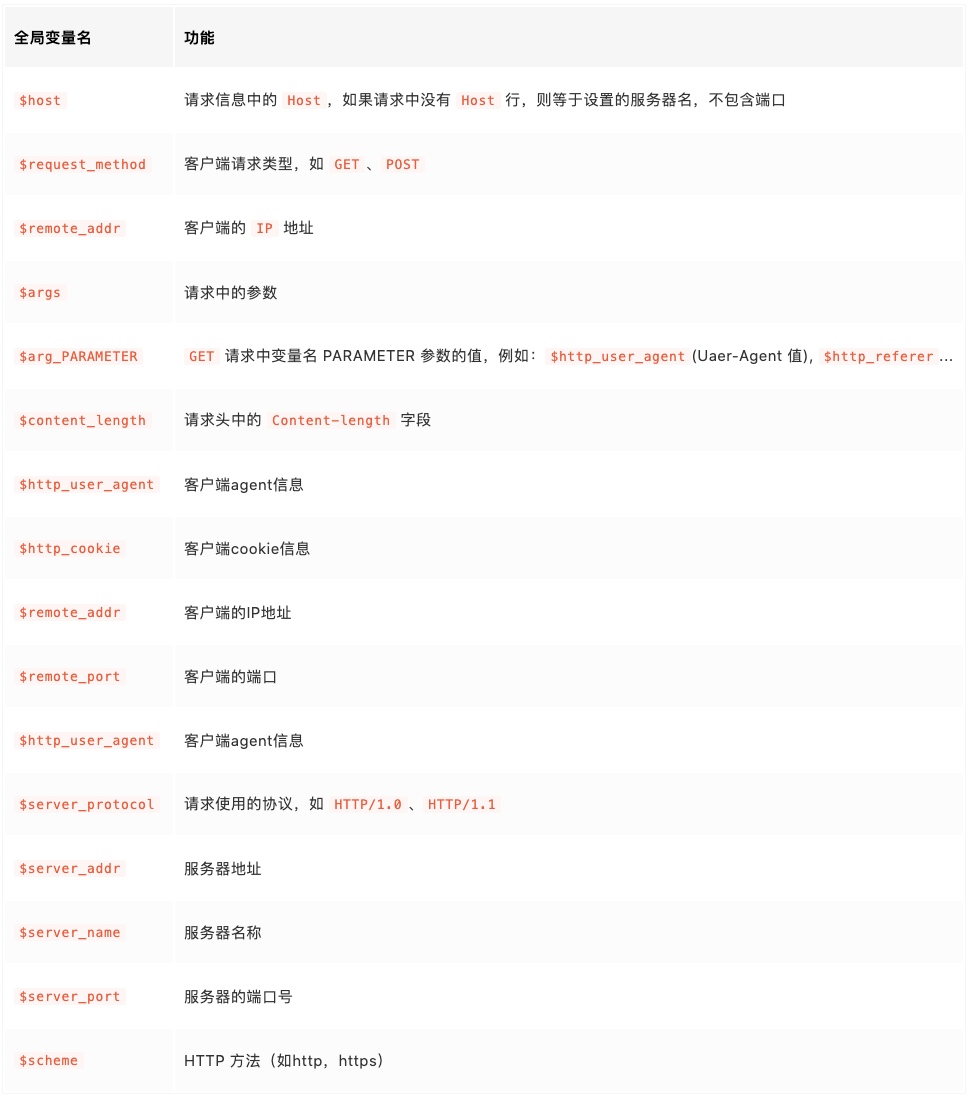 全局变量名 功能
$host 请求信息中的 Host ，如果请求中没有 Host 行，则等于设置的服务器名，不包含端口
$request_method 客户端请求类型，如 GET 、 POST
$remote_addr 客户端的 IP 地址
$args 请求中的参数
$arg_PARAMETER GET 请求中变量名 PARAMETER 参数的值，例如： $http_user_agent (Uaer-Agent 值), $http_referer ...
$content_length 请求头中的 Content-length 字段
$http_user_agent 客户端agent信息
$http_cookie 客户端cookie信息
$remote_addr 客户端的IP地址
$remote_port 客户端的端口
$http_user_agent 客户端agent信息
$server_protocol 请求使用的协议，如 HTTP/1.0 、 HTTP/1.1
$server_addr 服务器地址
$server_name 服务器名称
$server_port 服务器的端口号
$scheme HTTP 方法（如http，https）